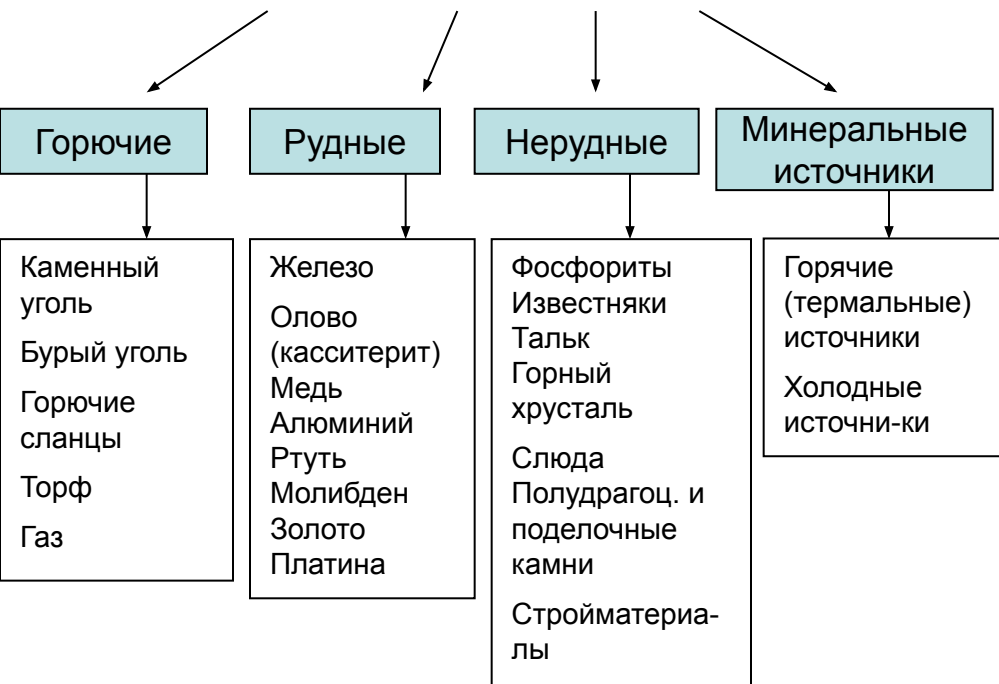 Горючие
Рудные
Нерудные
Минеральные
источники
Каменный
уголь
Бурый уголь
Горючие
сланцы
Торф
Газ
Железо
Олово
(касситерит)
Медь
Алюминий
Ртуть
Молибден
Золото
Платина
Фосфориты
Известняки
Тальк
Горный
хрусталь
Слюда
Полудрагоц. и
поделочные
камни
Стройматериа-
лы
Горячие
(термальные)
источники
Холодные
источни-ки